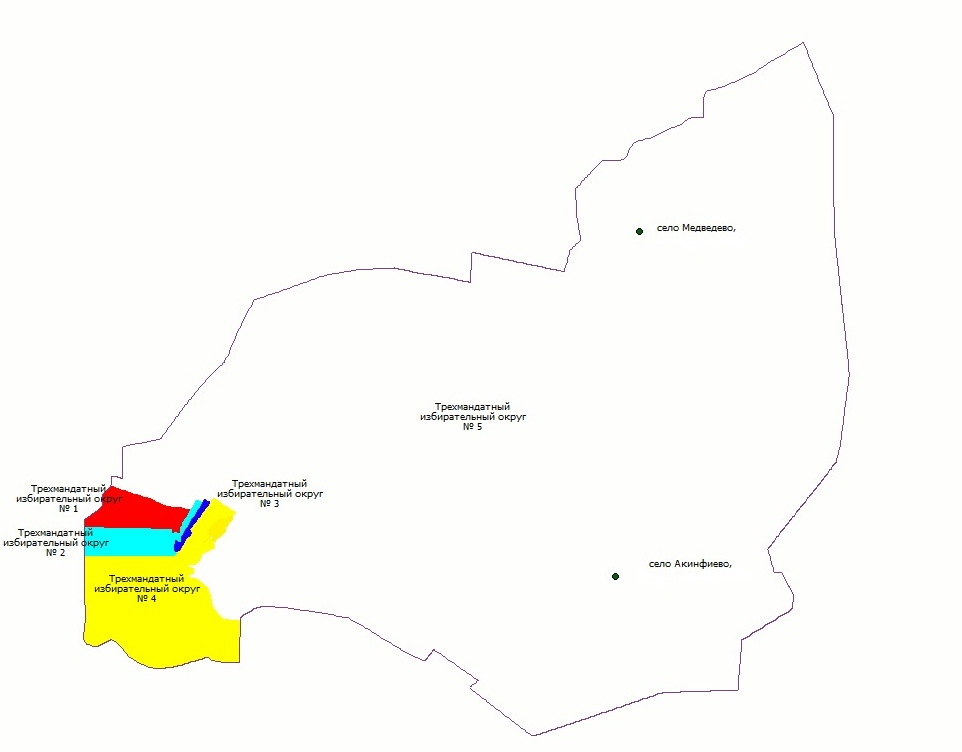 село Медведево,
Трехмандатный
избирательный округ
№ 5
Трехмандатный
избирательный округ
№ 3
Трехмандатный
избирательный округ
№ 1
Трехмандатный
избирательный округ
№ 2
село Акинфиево,
Трехмандатный
избирательный округ
№ 4